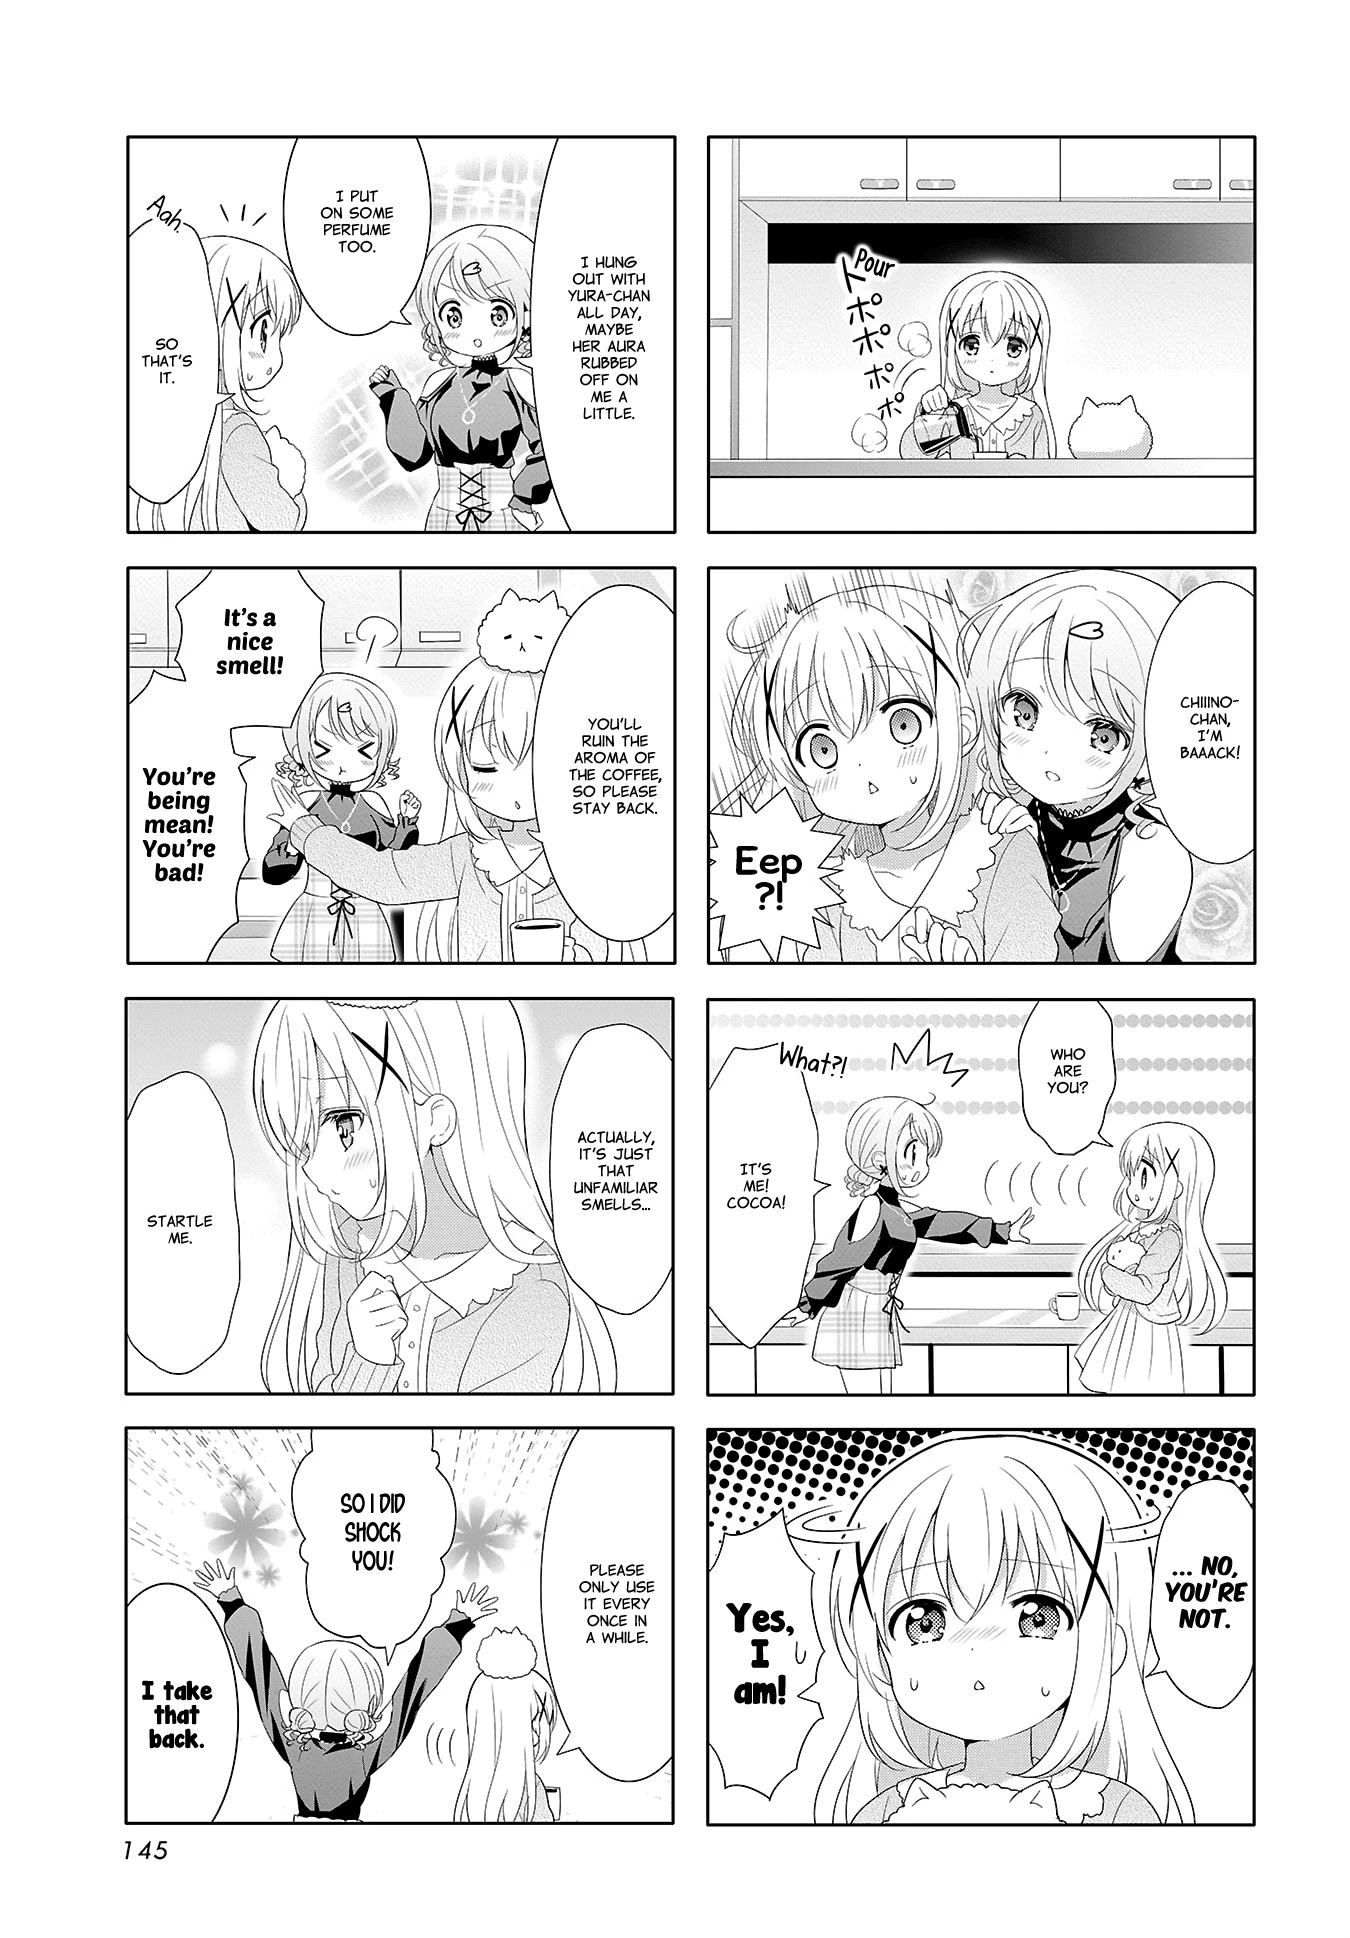 Pour
トポポポポポ
CHIIINO-
CHAN,
I'M
BAAACK!
Eep
?!
WHO
ARE
YOU?
What?!
IT'S
ME!
COCOA!
... NO,
YOU'RE
NOT.
Yes,
I
am!
I HUNG
OUT WITH
YURA-CHAN
ALL DAY,
MAYBE
HER AURA
RUBBED
OFF ON
ME A
LITTLE.
I PUT
ON SOME
PERFUME
TOO.
Aah.
SO
THAT'S
IT.
YOU'LL
RUIN THE
AROMA OF
THE COFFEE,
SO PLEASE
STAY BACK.
It's a
nice
smell!
You're
being
mean!
You're
bad!
ACTUALLY,
IT'S JUST
THAT
UNFAMILIAR
SMELLS...
STARTLE
ME.
PLEASE
ONLY USE
IT EVERY
ONCE IN
A WHILE.
SO I DID
SHOCK
YOU!
I take
that
back.
145